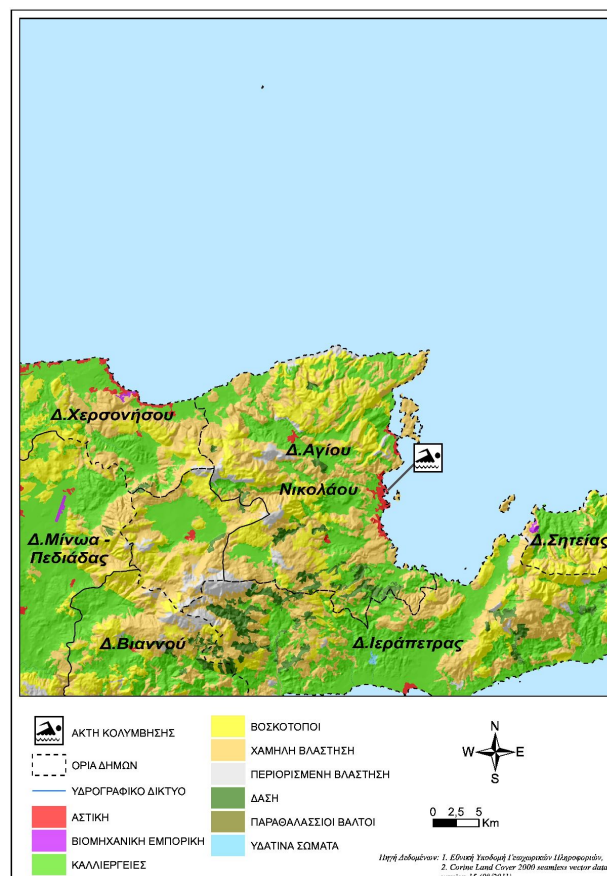 Δ.Χερσονήσου
Δ.Αγίου
Νικολάου
Δ.Μίνωα -
Πεδιάδας
Δ.Σητείας
Δ.Βιαννού
Δ.Ιεράπετρας
ΑΚΤΗ ΚΟΛΥΜΒΗΣΗΣ
ΟΡΙΑ ΔΗΜΩΝ
ΥΔΡΟΓΡΑΦΙΚΟ ΔΙΚΤΥΟ
ΑΣΤΙΚΗ
ΒΙΟΜΗΧΑΝΙΚΗ ΕΜΠΟΡΙΚΗ
ΚΑΛΛΙΕΡΓΕΙΕΣ
ΒΟΣΚΟΤΟΠΟΙ
ΧΑΜΗΛΗ ΒΛΑΣΤΗΣΗ
ΠΕΡΙΟΡΙΣΜΕΝΗ ΒΛΑΣΤΗΣΗ
ΔΑΣΗ
ΠΑΡΑΘΑΛΑΣΣΙΟΙ ΒΑΛΤΟΙ
ΥΔΑΤΙΝΑ ΣΩΜΑΤΑ
N
W E
S
0 2,5 5
Km
Πηγή Δεδομένων: 1. Εθνική Υποδομή Γεωχωρικών Πληροφοριών,
2. Corine Land Cover 2000 seamless vector data